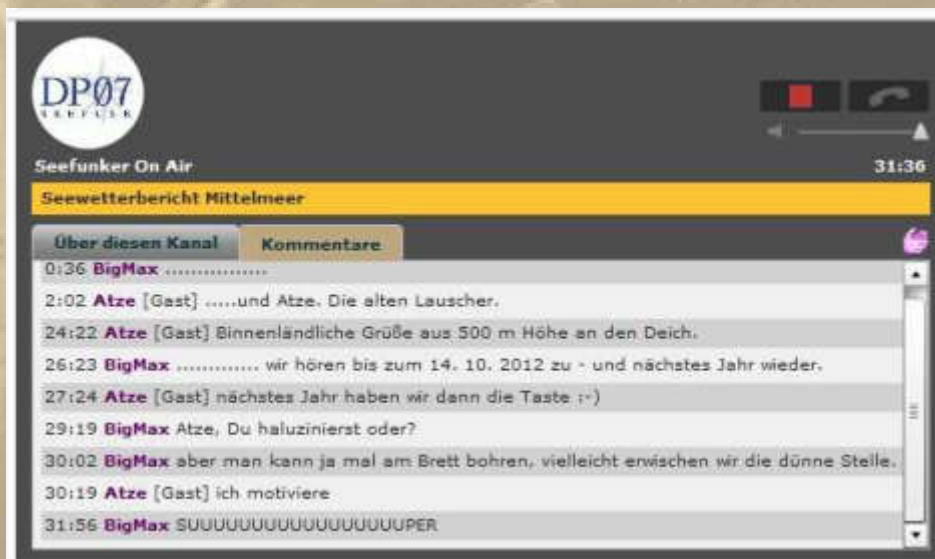 DP07
SEEFUNK
Seefunker On Air
31:36
Seewetterbericht Mittelmeer
Über diesen Kanal
Kommentare
0:36 BigMax ................
2:02 Atze [Gast] .....und Atze. Die alten Lauscher.
24:22 Atze [Gast] Binnenländliche Grüße aus 500 m Höhe an den Deich.
26:23 BigMax ............. wir hören bis zum 14. 10. 2012 zu - und nächstes Jahr wieder.
27:24 Atze [Gast] nächstes Jahr haben wir dann die Taste :-)
29:19 BigMax Atze, Du haluzinierst oder?
30:02 BigMax aber man kann ja mal am Brett bohren, vielleicht erwischen wir die dünne Stelle.
30:19 Atze [Gast] ich motiviere
31:56 BigMax SUUUUUUUUUUUUUUUUUPER